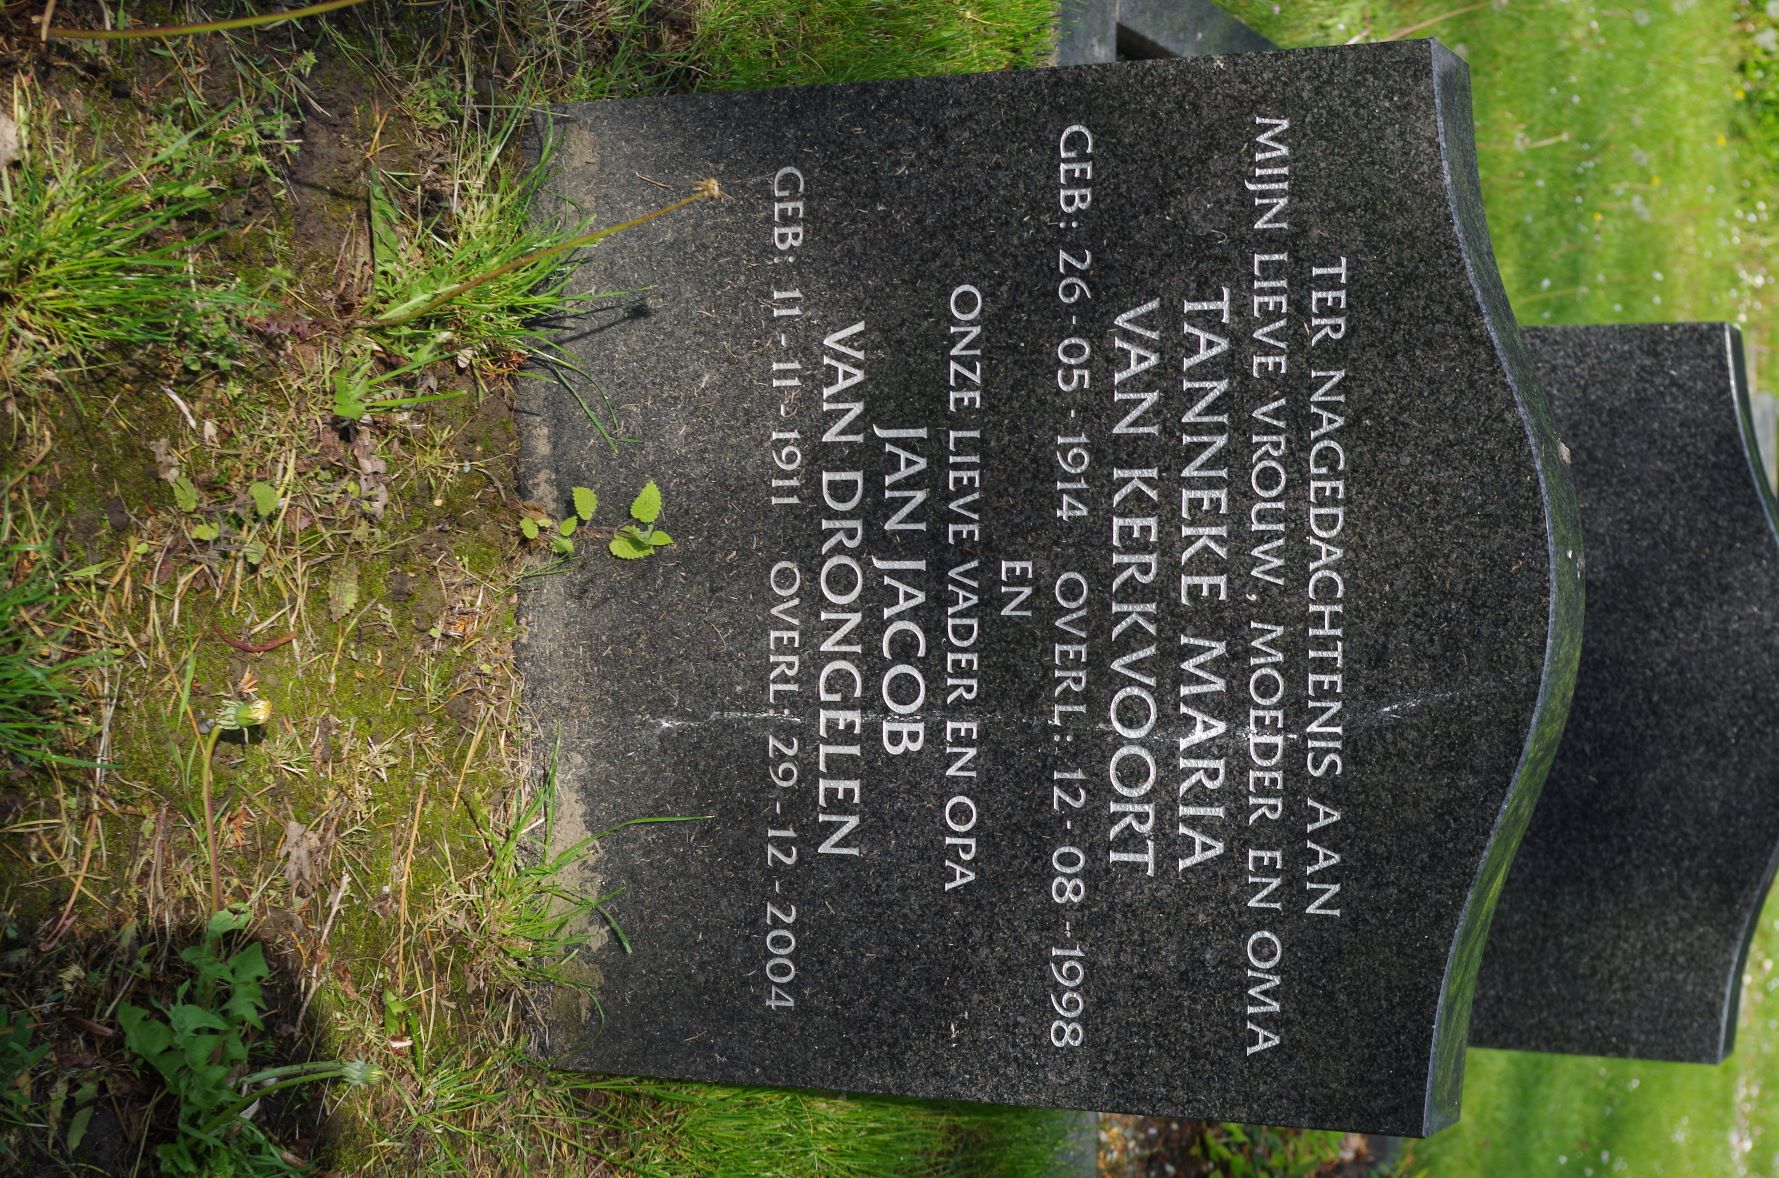 TER NAGEDACHTENIS AAN
MIJN LIEVE VROUW, MOEDER EN OMA
TANNEKE MARIA
VAN KERKVOORT
GEB: 26-05-1914 OVERL: 12-08-1998
EN
ONZE LIEVE VADER EN OPA
JAN JACOB
VAN DRONGELEN
GEB: 11-11-1911 OVERL: 29-12-2004